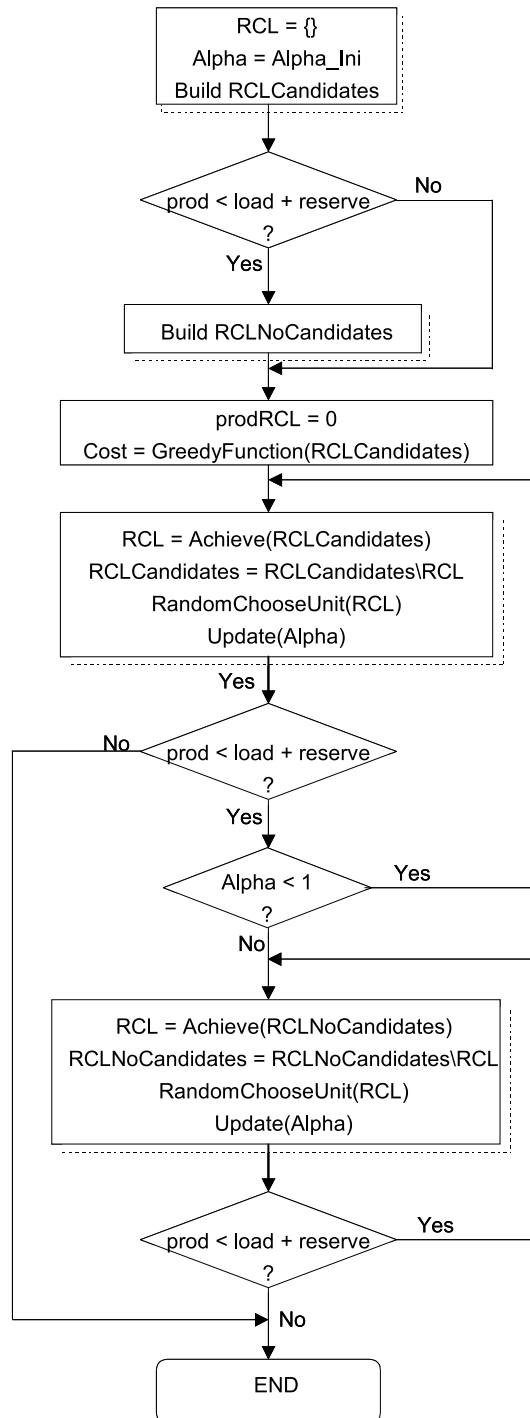 RCL = {}
Alpha = Alpha_Ini
Build RCLCandidates
prod < load + reserve
?
No
Yes
Build RCLNoCandidates
prodRCL = 0
Cost = GreedyFunction(RCLCandidates)
RCL = Achieve(RCLCandidates)
RCLCandidates = RCLCandidates\RCL
RandomChooseUnit(RCL)
Update(Alpha)
Yes
No
prod < load + reserve
?
Yes
Alpha < 1
?
Yes
No
RCL = Achieve(RCLNoCandidates)
RCLNoCandidates = RCLNoCandidates\RCL
RandomChooseUnit(RCL)
Update(Alpha)
prod < load + reserve
?
Yes
No
END